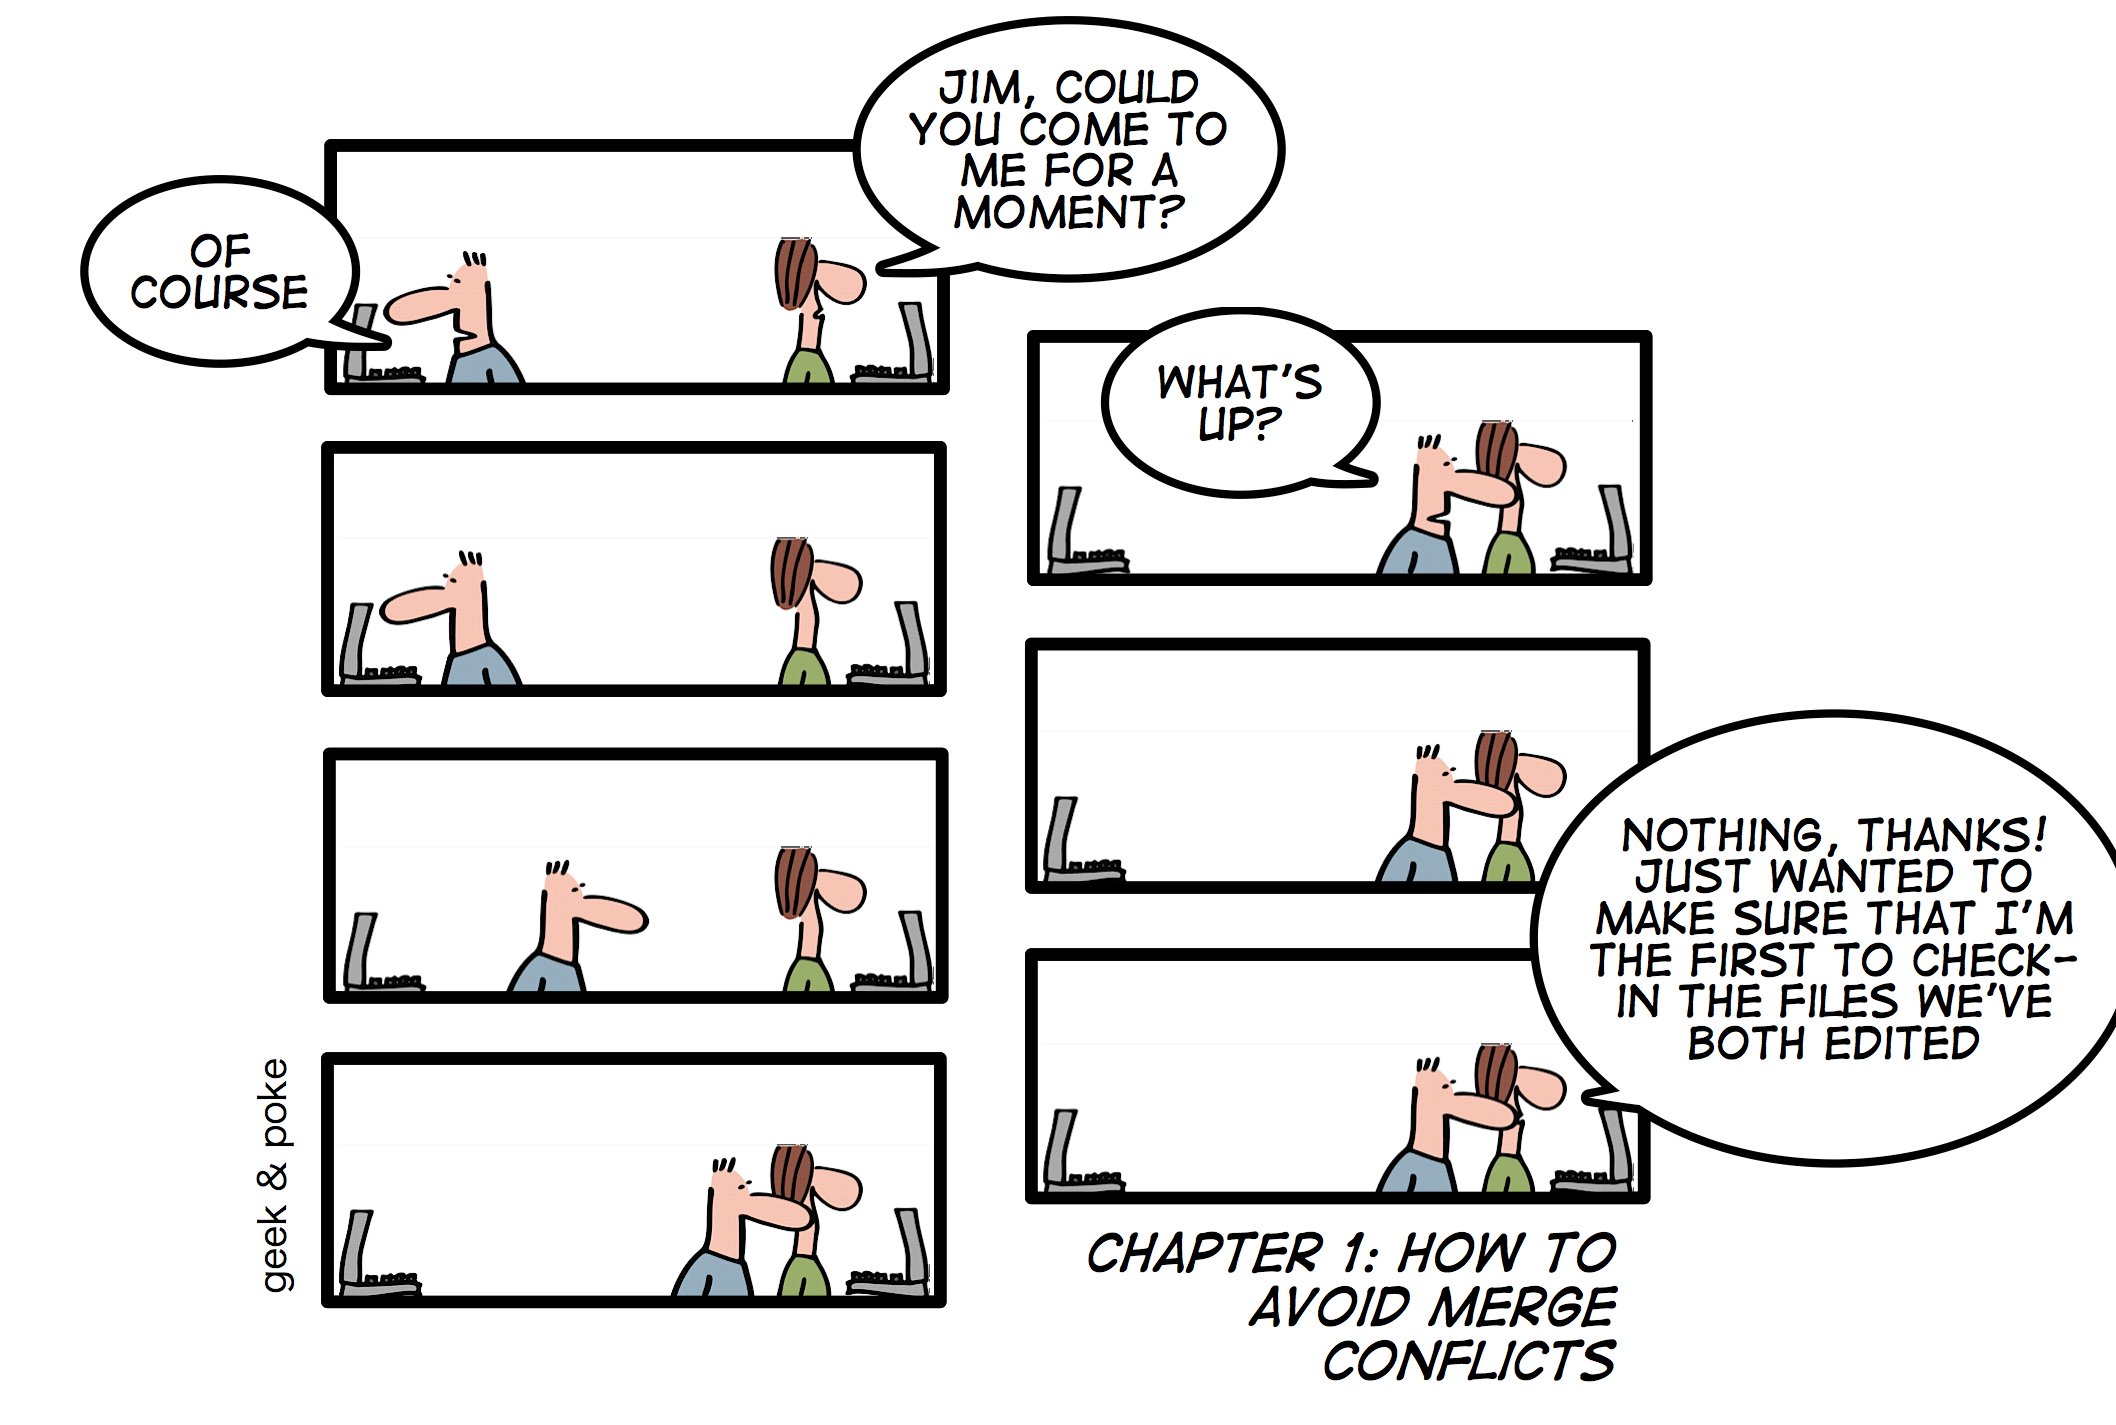 JIM, COULD
YOU COME TO
ME FOR A
MOMENT?
OF
COURSE
WHAT'S
UP?
NOTHING, THANKS!
JUST WANTED TO
MAKE SURE THAT I'M
THE FIRST TO CHECK-
IN THE FILES WE'VE
BOTH EDITED
geek & poke
CHAPTER 1: HOW TO
AVOID MERGE
CONFLICTS